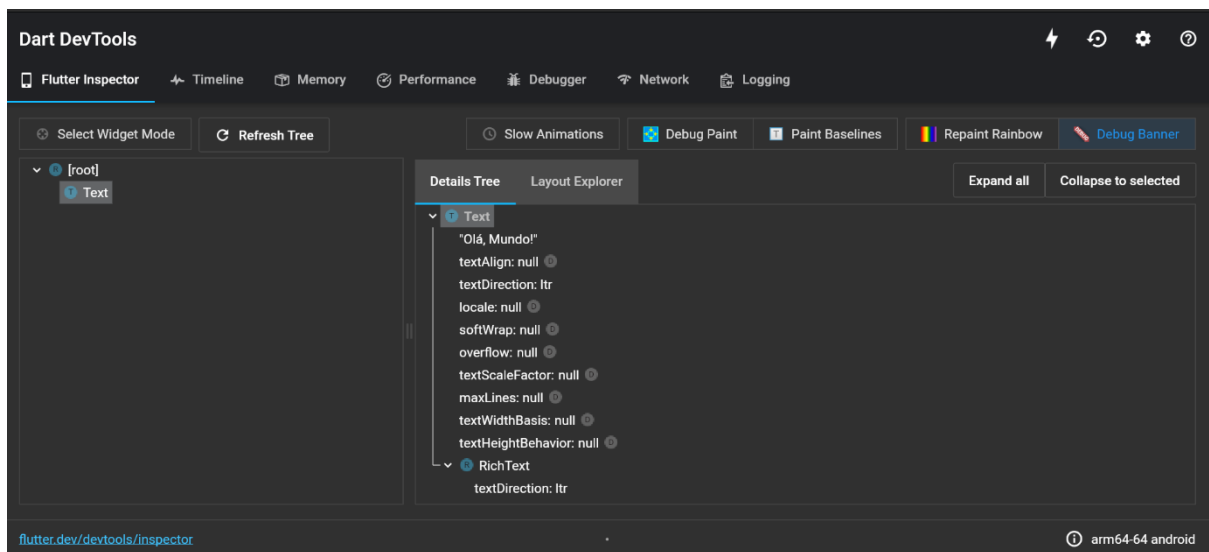 Dart DevTools
Flutter Inspector Timeline Memory Performance Debugger Network Logging
Select Widget Mode Refresh Tree Slow Animations Debug Paint Paint Baselines Repaint Rainbow Debug Banner
[root]
Text
Details Tree Layout Explorer Expand all Collapse to selected
Text
"Olá, Mundo!"
textAlign: null
textDirection: ltr
locale: null
softWrap: null
overflow: null
textScaleFactor: null
maxLines: null
textWidthBasis: null
textHeightBehavior: null
RichText
textDirection: ltr
flutter.dev/devtools/inspector arm64-64 android